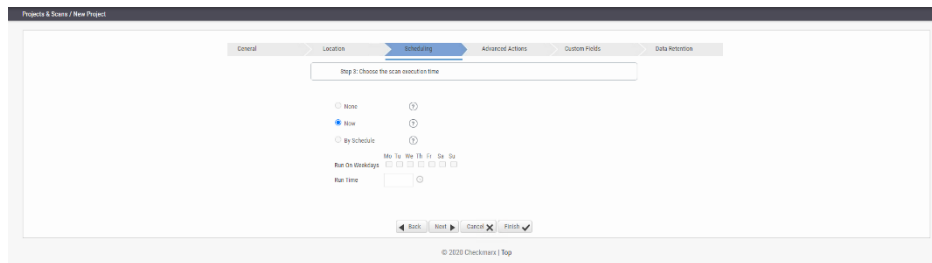 Projects & Scans / New Project
General Location Scheduling Advanced Actions Custom Fields Data Retention
Step 3: Choose the scan execution time
None ?
Now ?
By Schedule ?
Mo Tu We Th Fr Sa Su
Run On Weekdays
Run Time
Back Next Cancel Finish
© 2020 Checkmarx | Top